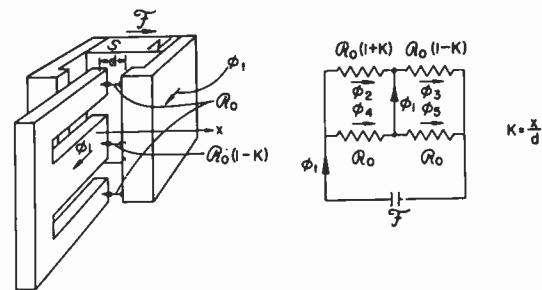 ℱ
S
d
ϕ₁
ℛ₀
x
ϕ₁
ℛ₀(1-K)
ℛ₀(1+K) ℛ₀(1-K)
ϕ₂ ϕ₁ ϕ₃
ϕ₄ ϕ₅
ℛ₀ ℛ₀
ϕ₁
ℱ
K = x/d